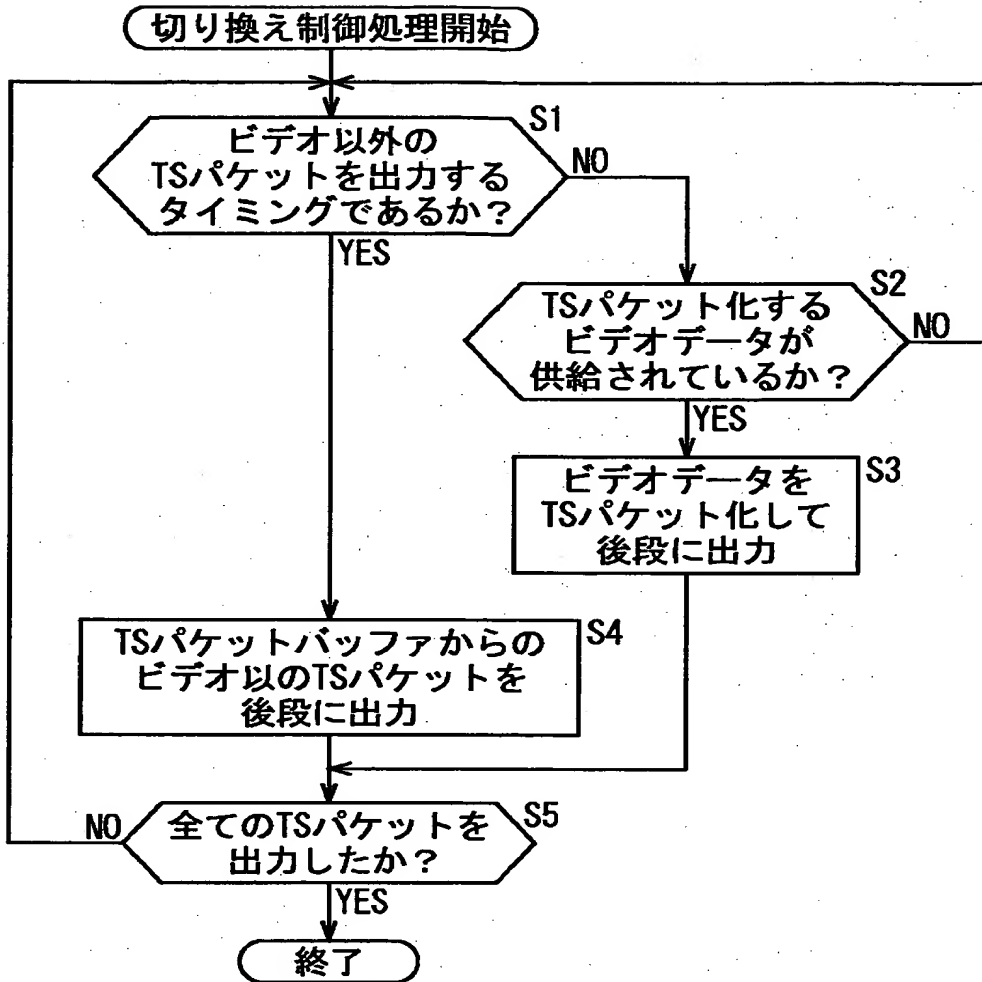 切り換え制御処理開始
S1
ビデオ以外の
TSパケットを出力する
タイミングであるか？
NO
YES
S2
TSパケット化する
ビデオデータが
供給されているか？
NO
YES
S3
ビデオデータを
TSパケット化して
後段に出力
S4
TSパケットバッファからの
ビデオ以のTSパケットを
後段に出力
S5
全てのTSパケットを
出力したか？
NO
YES
終了